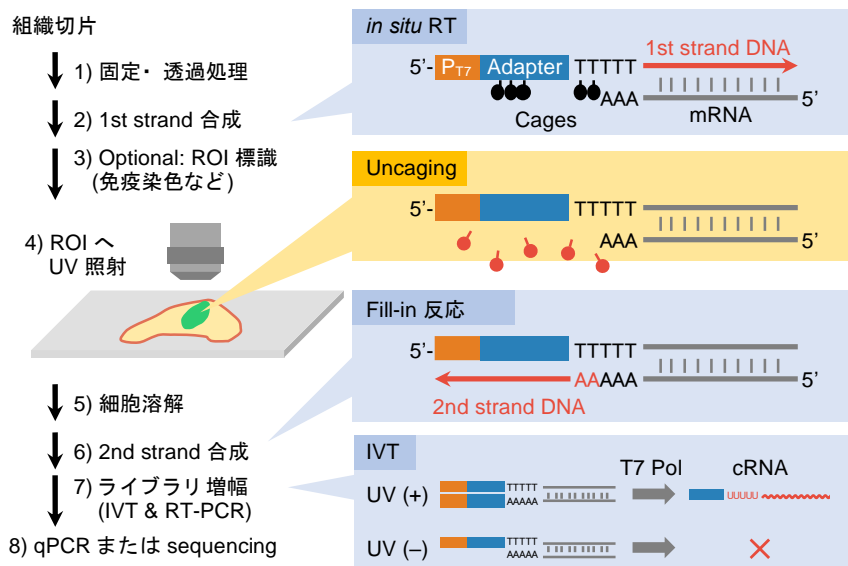 組織切片
1) 固定・ 透過処理
2) 1st strand 合成
3) Optional: ROI 標識
(免疫染色など)
4) ROI へ
UV 照射
5) 細胞溶解
6) 2nd strand 合成
7) ライブラリ増幅
(IVT & RT-PCR)
8) qPCR または sequencing
in situ RT
1st strand DNA
5'- PT7 Adapter TTTTT
AAA 5'
Cages mRNA
Uncaging
5'- TTTTT
AAA 5'
Fill-in 反応
5'- TTTTT
AAAAA 5'
2nd strand DNA
IVT
T7 Pol cRNA
UV (+) TTTTT UUUUU
AAAAA
UV (–) TTTTT
AAAAA